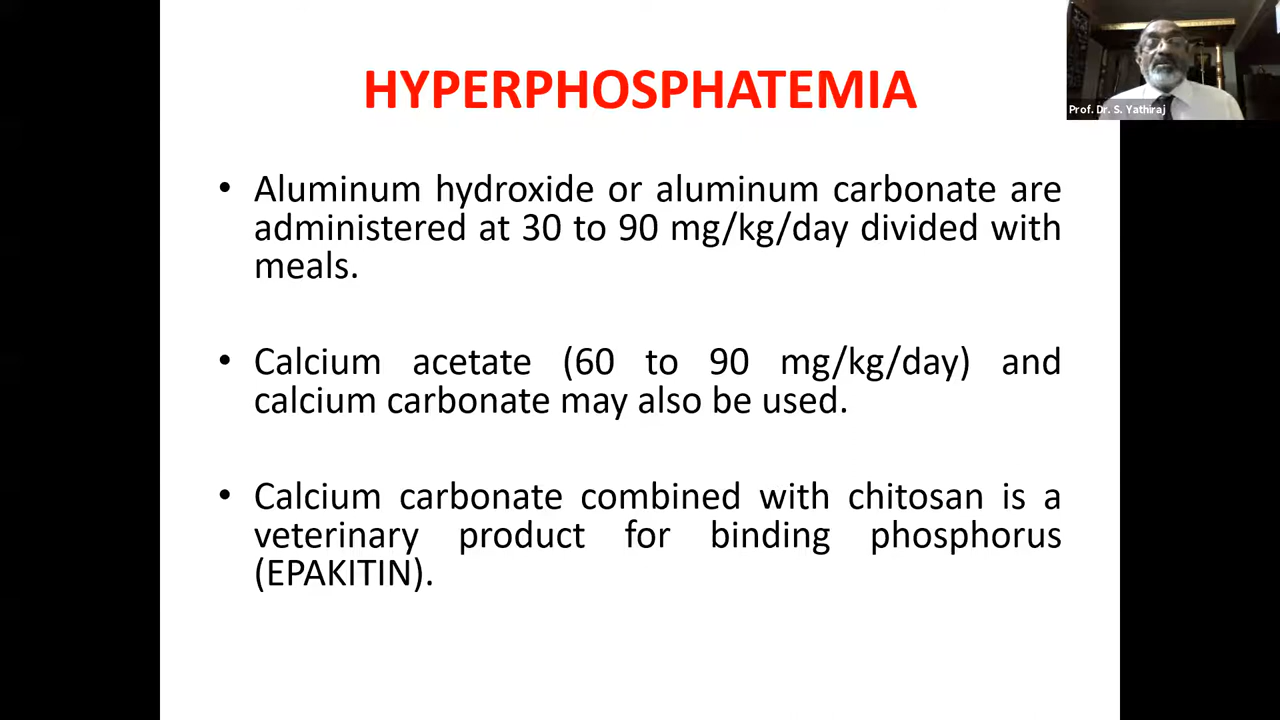 HYPERPHOSPHATEMIA
Prof. Dr. S. Yathiraj
• Aluminum hydroxide or aluminum carbonate are
administered at 30 to 90 mg/kg/day divided with
meals.
• Calcium acetate (60 to 90 mg/kg/day) and
calcium carbonate may also be used.
• Calcium carbonate combined with chitosan is a
veterinary product for binding phosphorus
(EPAKITIN).